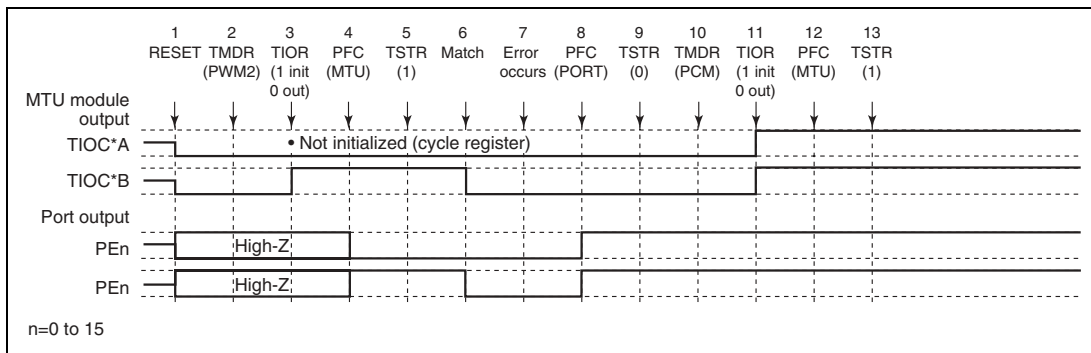 1 2 3 4 5 6 7 8 9 10 11 12 13
RESET TMDR TIOR PFC TSTR Match Error PFC TSTR TMDR TIOR PFC TSTR
(PWM2) (1 init (MTU) (1) occurs (PORT) (0) (PCM) (1 init (MTU) (1)
0 out) 0 out)
MTU module
output
TIOC*A • Not initialized (cycle register)
TIOC*B
Port output
PEn High-Z
PEn High-Z
n=0 to 15